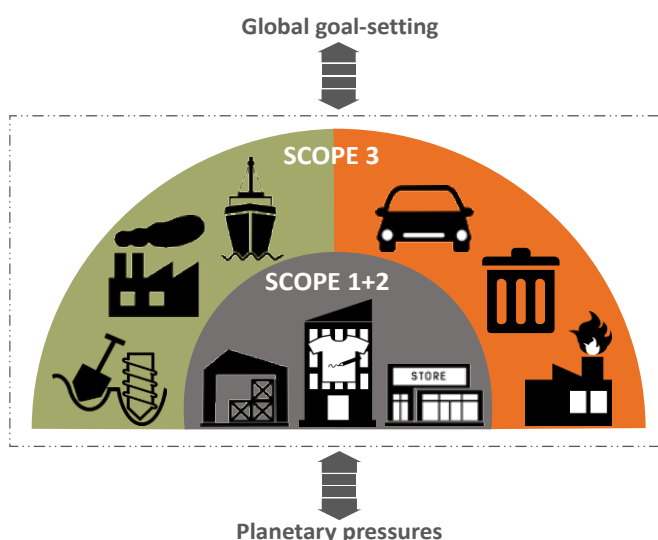 Global goal-setting
SCOPE 3
SCOPE 1+2
STORE
Planetary pressures